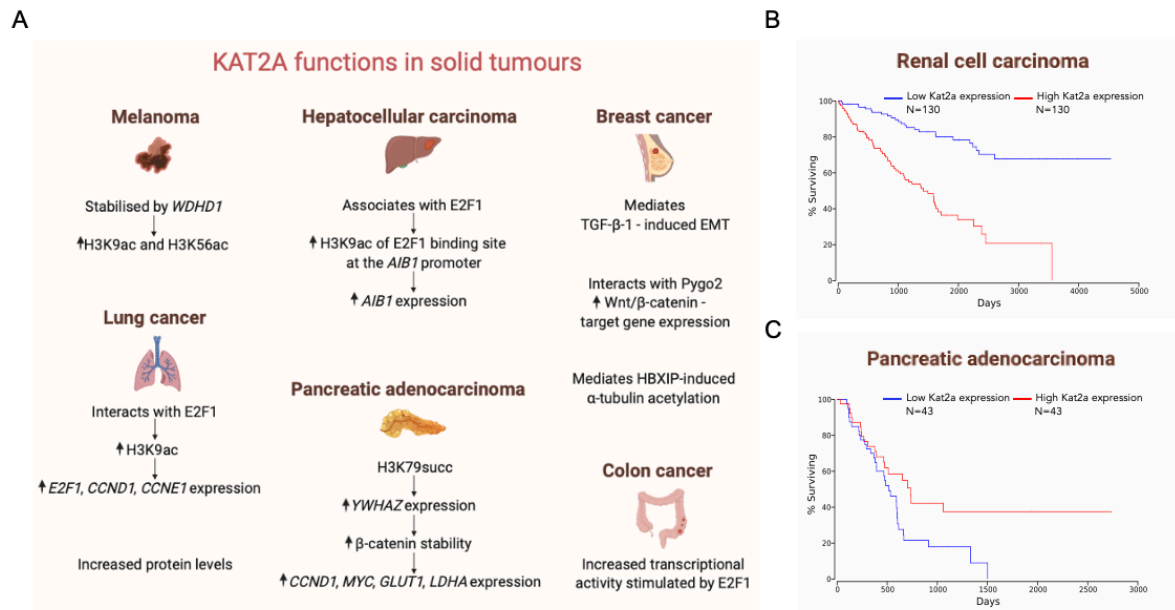 A
KAT2A functions in solid tumours
Melanoma
Stabilised by WDHD1
↑H3K9ac and H3K56ac
Lung cancer
Interacts with E2F1
↑H3K9ac
↑E2F1, CCND1, CCNE1 expression
Increased protein levels
Hepatocellular carcinoma
Associates with E2F1
↑H3K9ac of E2F1 binding site
at the AIB1 promoter
↑AIB1 expression
Pancreatic adenocarcinoma
H3K79succ
↑YWHAZ expression
↑β-catenin stability
↑CCND1, MYC, GLUT1, LDHA expression
Breast cancer
Mediates
TGF-β-1 - induced EMT
Interacts with Pygo2
↑ Wnt/β-catenin -
target gene expression
Mediates HBXIP-induced
α-tubulin acetylation
Colon cancer
Increased transcriptional
activity stimulated by E2F1
B
Renal cell carcinoma
Low Kat2a expression
N=130
High Kat2a expression
N=130
% Surviving
100
80
60
40
20
0
0 1000 2000 3000 4000 5000
Days
C
Pancreatic adenocarcinoma
Low Kat2a expression
N=43
High Kat2a expression
N=43
% Surviving
100
80
60
40
20
0
0 500 1000 1500 2000 2500 3000
Days